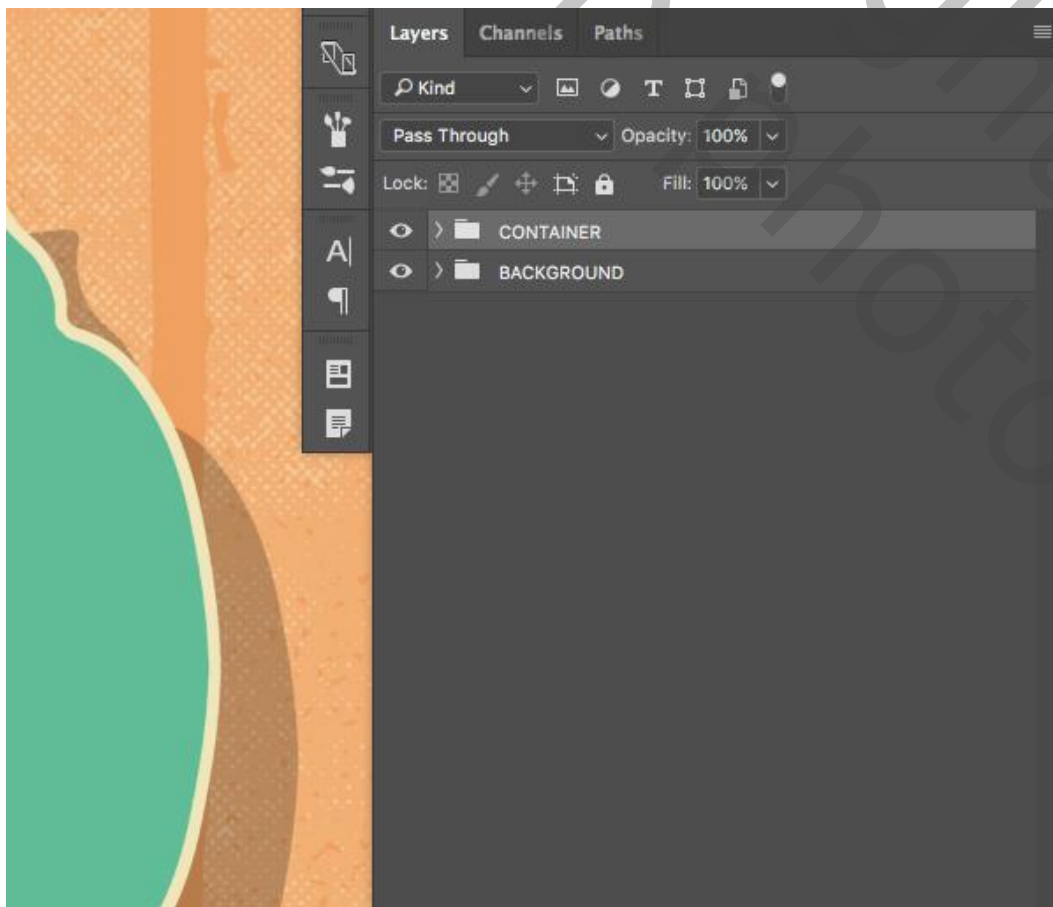 Layers Channels Paths
Kind
Pass Through Opacity: 100%
Lock: Fill: 100%
CONTAINER
BACKGROUND